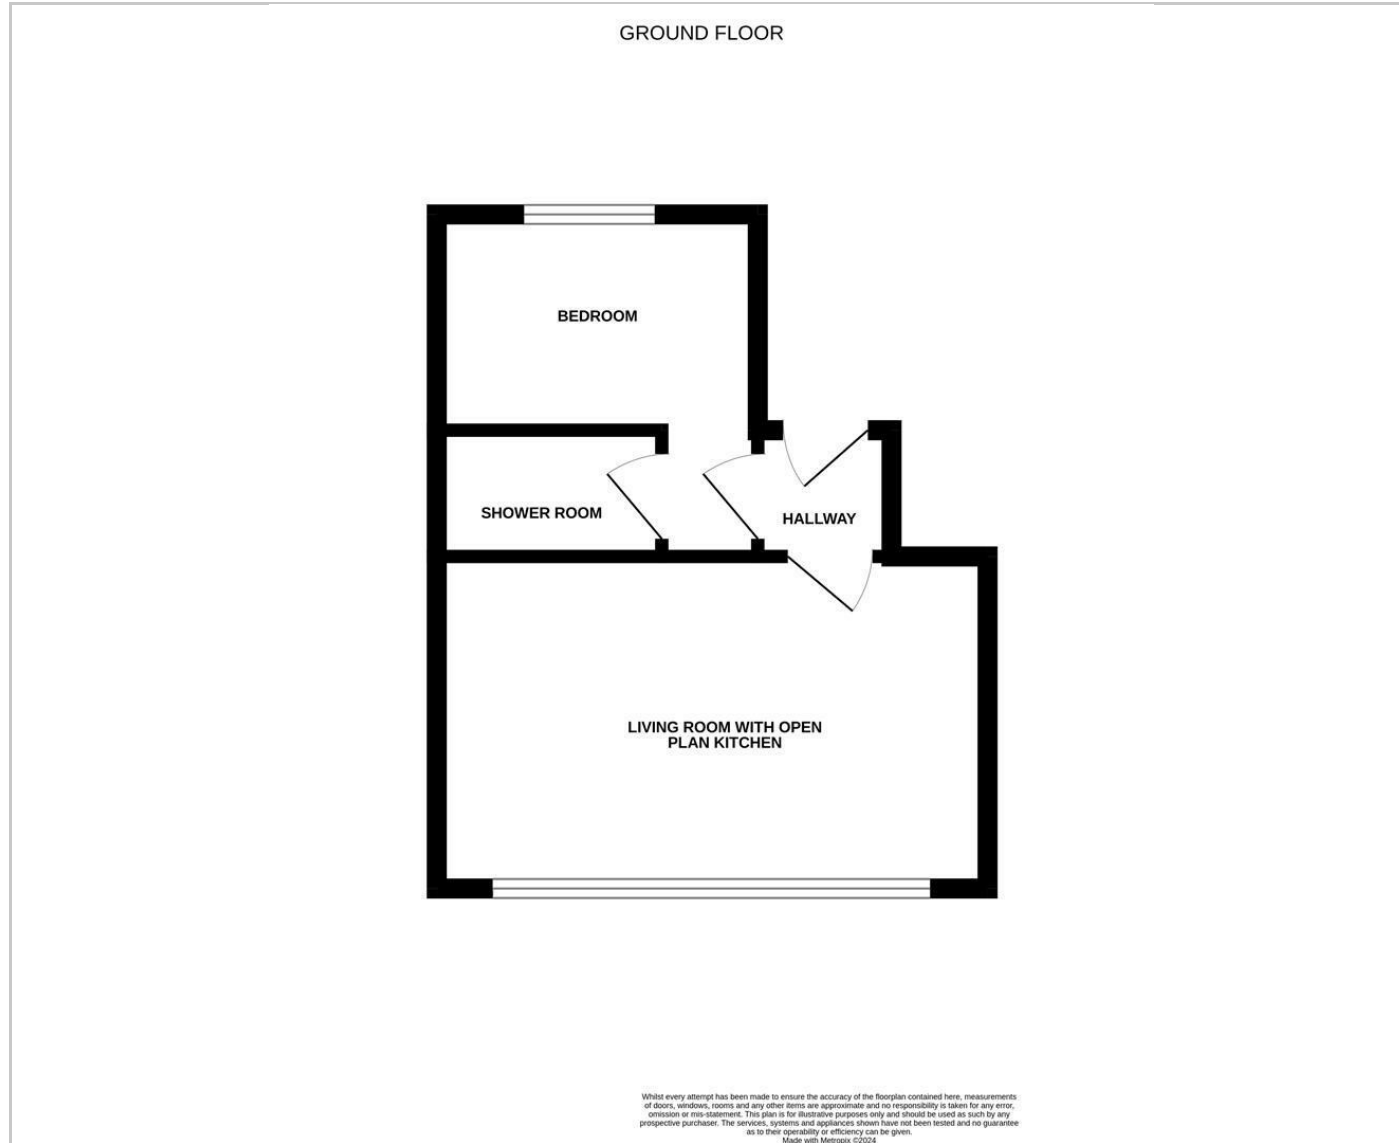 GROUND FLOOR
BEDROOM
SHOWER ROOM
HALLWAY
LIVING ROOM WITH OPEN
PLAN KITCHEN
Whilst every attempt has been made to ensure the accuracy of the floorplan contained here, measurements
of doors, windows, rooms and any other items are approximate and no responsibility is taken for any error,
omission or mis-statement. This plan is for illustrative purposes only and should be used as such by any
prospective purchaser. The services, systems and appliances shown have not been tested and no guarantee
as to their operability or efficiency can be given.
Made with Metropix ©2024